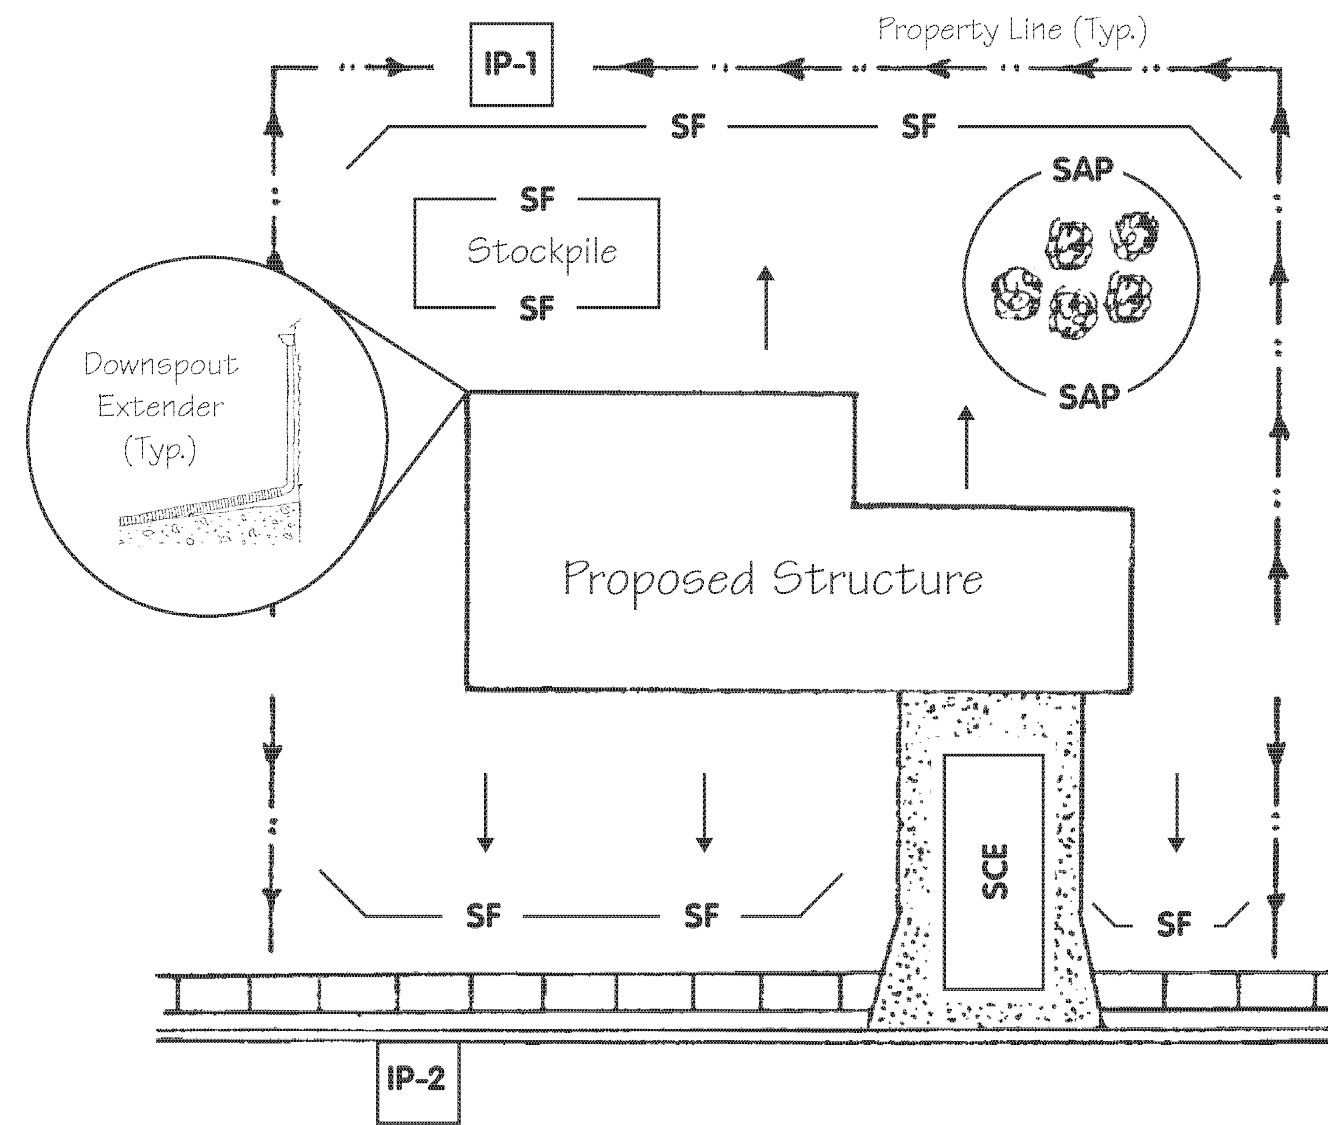 Property Line (Typ.)
IP-1
SF SF
SAP
SF
Stockpile
SF
SAP
Downspout
Extender
(Typ.)
Proposed Structure
SCE
SF SF SF
IP-2